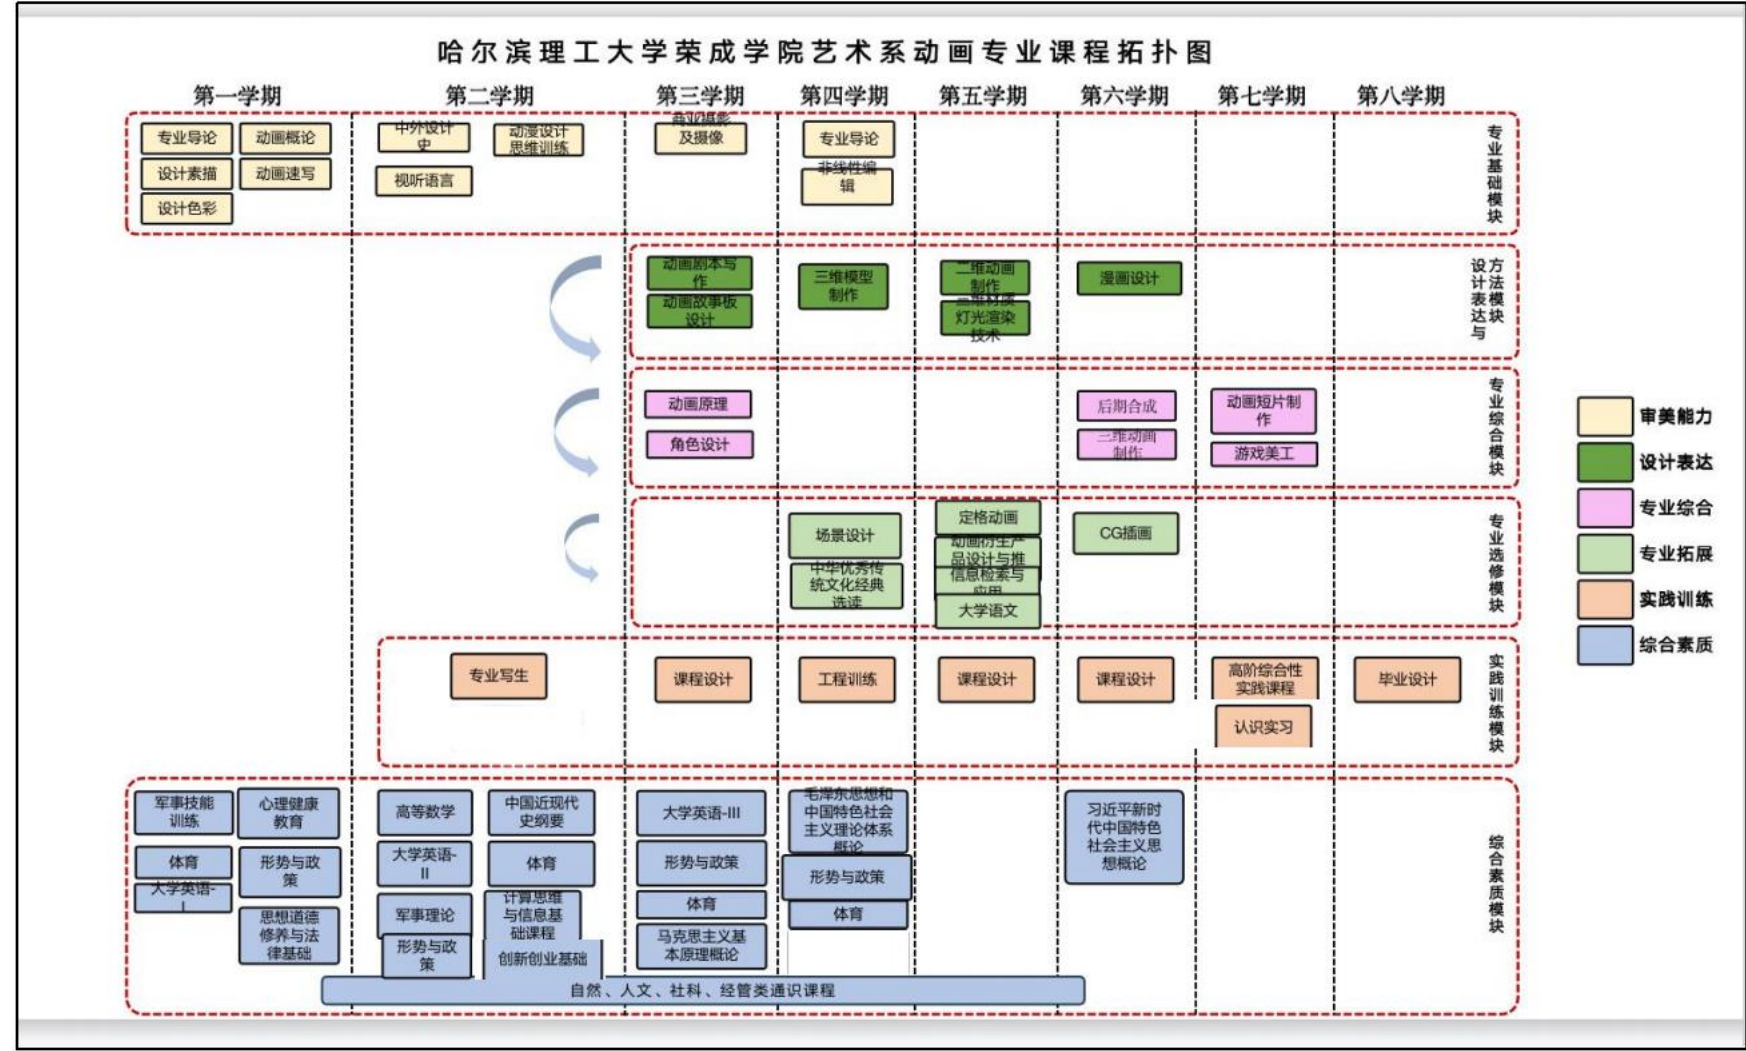 哈尔滨理工大学荣成学院艺术系动画专业课程拓扑图
第一学期
第二学期
第三学期
第四学期
第五学期
第六学期
第七学期
第八学期
专业导论
动画概论
设计素描
动画速写
设计色彩
中外设计
史
动漫设计
思维训练
视听语言
商业摄影
及摄像
专业导论
非线性编
辑
专业基础模块
动画剧本写
作
动画故事板
设计
三维模型
制作
二维动画
制作
灯光渲染
技术
漫画设计
设计表达与
方法模块
动画原理
角色设计
后期合成
三维动画
制作
动画短片制
作
游戏美工
专业综合模块
场景设计
中华优秀传
统文化经典
选读
定格动画
动画衍生产
品设计与推
信息检索与
应用
大学语文
CG插画
专业选修模块
专业写生
课程设计
工程训练
课程设计
课程设计
高阶综合性
实践课程
认识实习
毕业设计
实践训练模块
军事技能
训练
心理健康
教育
体育
形势与政
策
大学英语-
I
思想道德
修养与法
律基础
高等数学
中国近现代
史纲要
大学英语-
II
体育
军事理论
计算思维
与信息基
础课程
形势与政
策
创新创业基础
大学英语-III
形势与政策
体育
马克思主义基
本原理概论
毛泽东思想和
中国特色社会
主义理论体系
概论
形势与政策
体育
习近平新时
代中国特色
社会主义思
想概论
综合素质模块
自然、人文、社科、经管类通识课程
审美能力
设计表达
专业综合
专业拓展
实践训练
综合素质